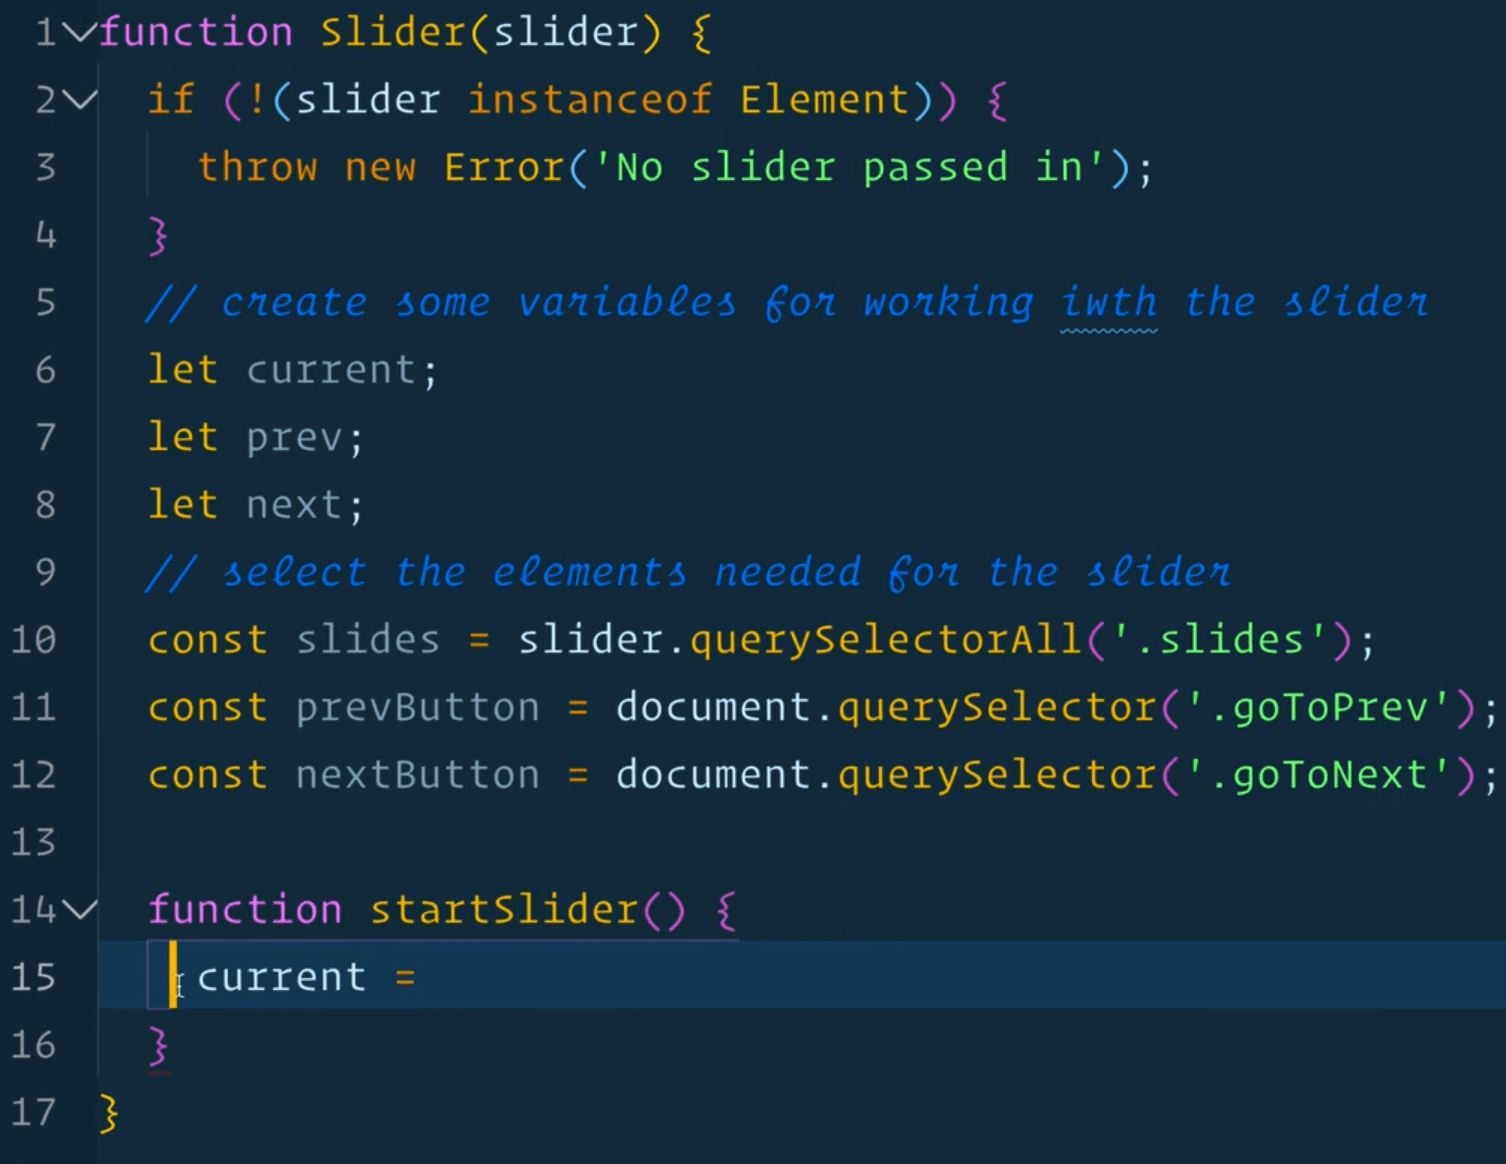 1 function Slider(slider) {
2 if (!(slider instanceof Element)) {
3 throw new Error('No slider passed in');
4 }
5 // create some variables for working iwth the slider
6 let current;
7 let prev;
8 let next;
9 // select the elements needed for the slider
10 const slides = slider.querySelectorAll('.slides');
11 const prevButton = document.querySelector('.goToPrev');
12 const nextButton = document.querySelector('.goToNext');
13
14 function startSlider() {
15 current =
16 }
17 }